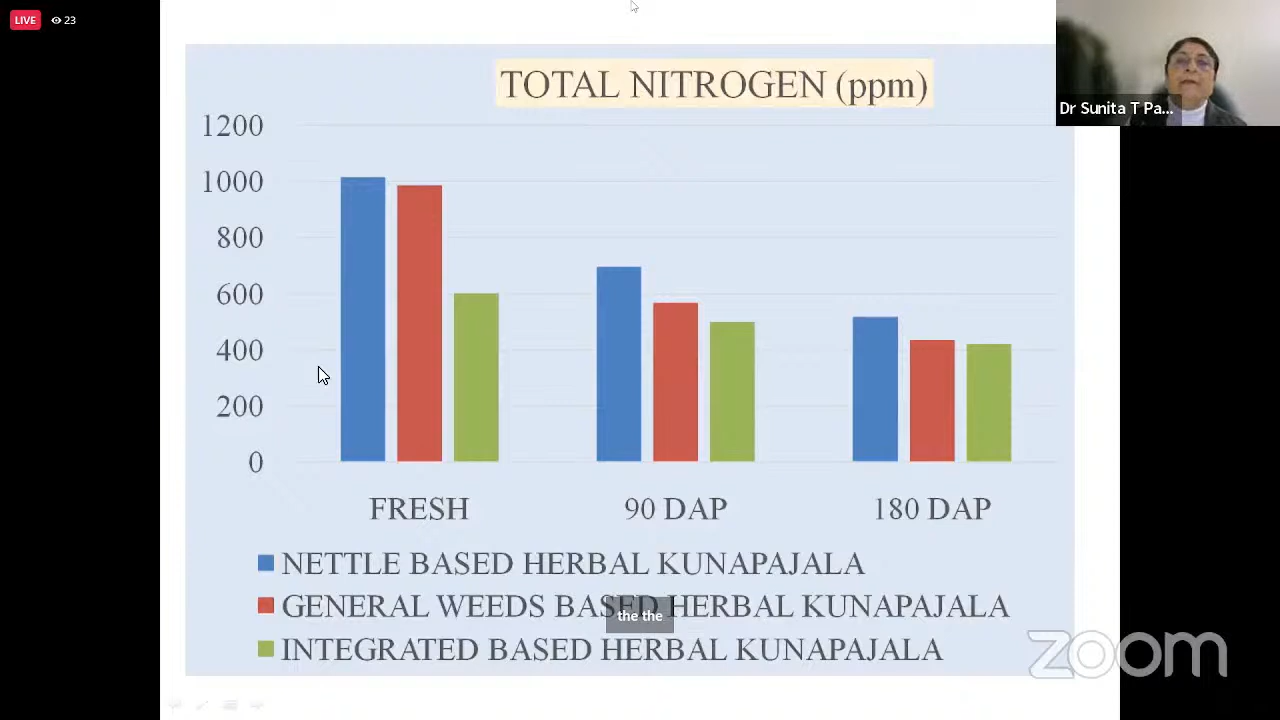 LIVE
23
Dr Sunita T Pa...
TOTAL NITROGEN (ppm)
1200
1000
800
600
400
200
0
FRESH 90 DAP 180 DAP
NETTLE BASED HERBAL KUNAPAJALA
GENERAL WEEDS BASED HERBAL KUNAPAJALA
the the
INTEGRATED BASED HERBAL KUNAPAJALA
zoom